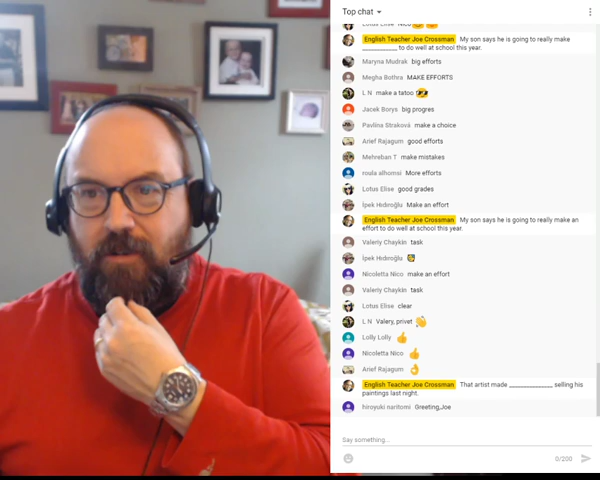 Top chat
Lotus Elise Nico
English Teacher Joe Crossman My son says he is going to really make
____________ to do well at school this year.
Maryna Mudrak big efforts
Megha Bothra MAKE EFFORTS
L N make a tatoo
Jacek Borys big progres
Pavlína Straková make a choice
Arief Rajagum good efforts
Mehreban T make mistakes
roula alhomsi More efforts
Lotus Elise good grades
İpek Hıdıroğlu Make an effort
English Teacher Joe Crossman My son says he is going to really make an
effort to do well at school this year.
Valeriy Chaykin task
İpek Hıdıroğlu
Nicoletta Nico make an effort
Valeriy Chaykin task
Lotus Elise clear
L N Valery, privet
Lolly Lolly
Nicoletta Nico
Arief Rajagum
English Teacher Joe Crossman That artist made _______________ selling his
paintings last night.
hiroyuki naritomi Greeting,Joe
Say something...
0/200